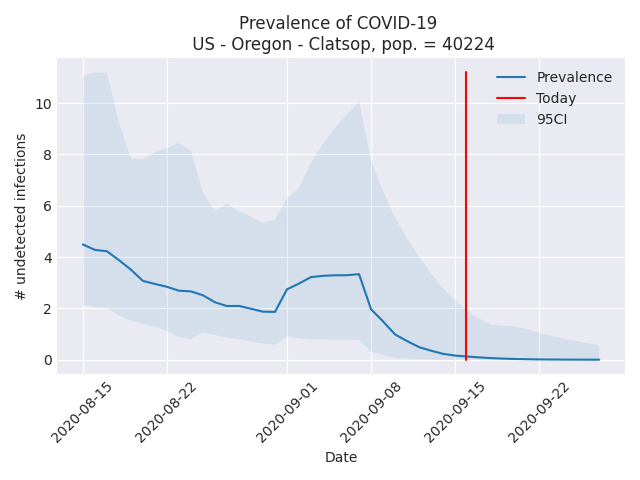 Prevalence of COVID-19
US - Oregon - Clatsop, pop. = 40224
Prevalence
Today
95CI
# undetected infections
10
8
6
4
2
0
2020-08-15
2020-08-22
2020-09-01
2020-09-08
2020-09-15
2020-09-22
Date